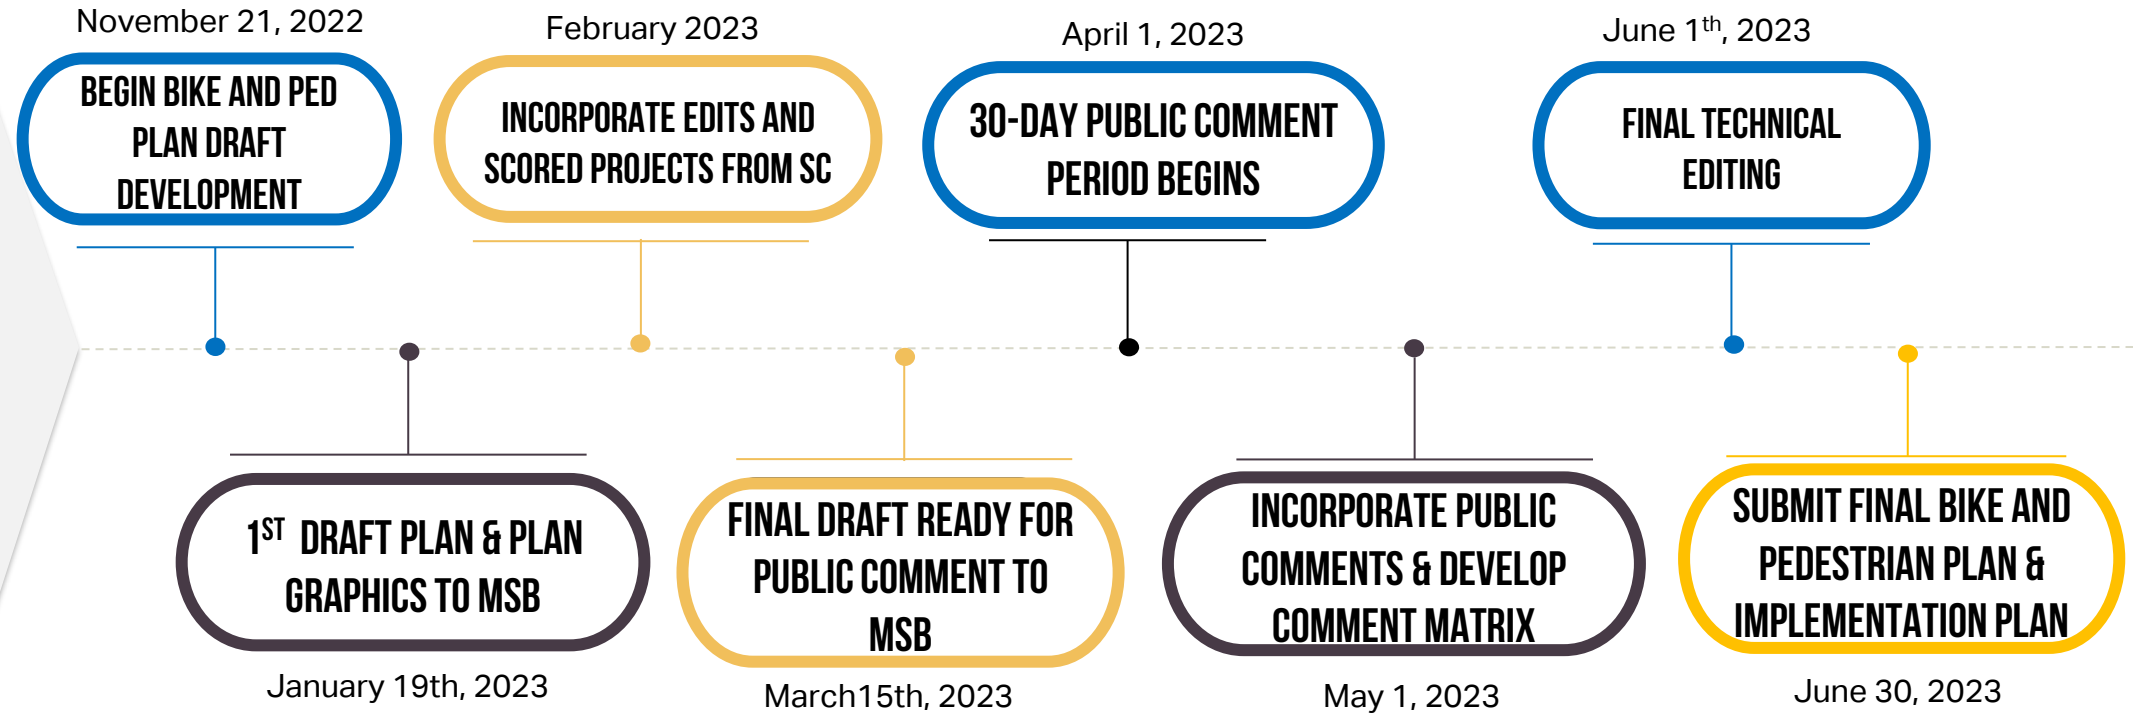 November 21, 2022
BEGIN BIKE AND PED
PLAN DRAFT
DEVELOPMENT
1ST DRAFT PLAN & PLAN
GRAPHICS TO MSB
January 19th, 2023
February 2023
INCORPORATE EDITS AND
SCORED PROJECTS FROM SC
FINAL DRAFT READY FOR
PUBLIC COMMENT TO
MSB
March15th, 2023
April 1, 2023
30-DAY PUBLIC COMMENT
PERIOD BEGINS
INCORPORATE PUBLIC
COMMENTS & DEVELOP
COMMENT MATRIX
May 1, 2023
June 1th, 2023
FINAL TECHNICAL
EDITING
SUBMIT FINAL BIKE AND
PEDESTRIAN PLAN &
IMPLEMENTATION PLAN
June 30, 2023